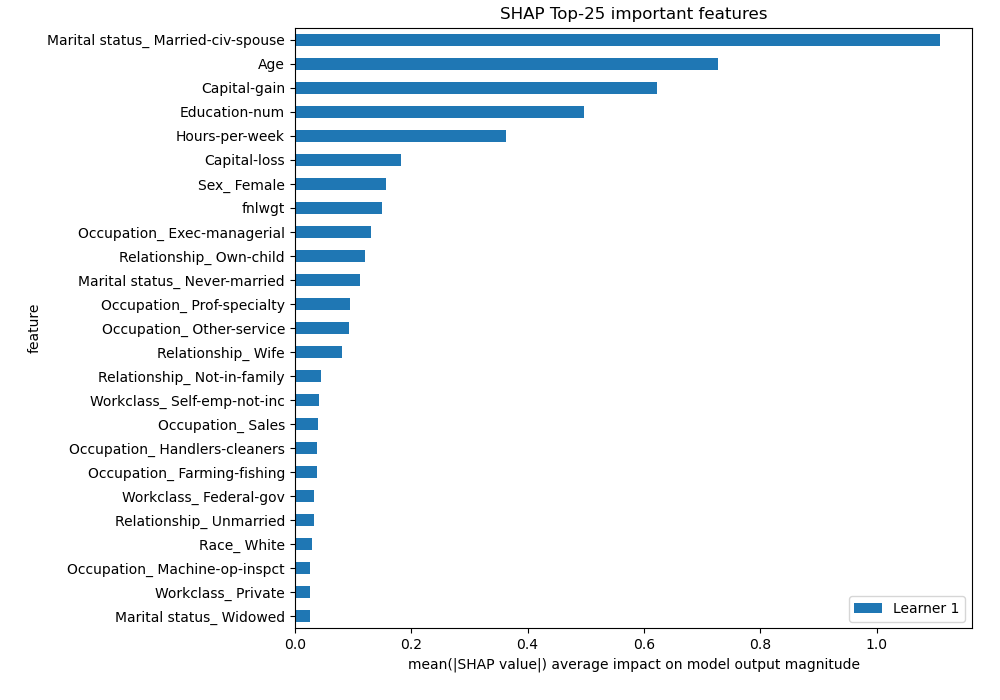 SHAP Top-25 important features
Marital status_ Married-civ-spouse
Age
Capital-gain
Education-num
Hours-per-week
Capital-loss
Sex_ Female
fnlwgt
Occupation_ Exec-managerial
Relationship_ Own-child
Marital status_ Never-married
Occupation_ Prof-specialty
Occupation_ Other-service
Relationship_ Wife
Relationship_ Not-in-family
Workclass_ Self-emp-not-inc
Occupation_ Sales
Occupation_ Handlers-cleaners
Occupation_ Farming-fishing
Workclass_ Federal-gov
Relationship_ Unmarried
Race_ White
Occupation_ Machine-op-inspct
Workclass_ Private
Marital status_ Widowed
feature
Learner 1
0.0 0.2 0.4 0.6 0.8 1.0
mean(|SHAP value|) average impact on model output magnitude